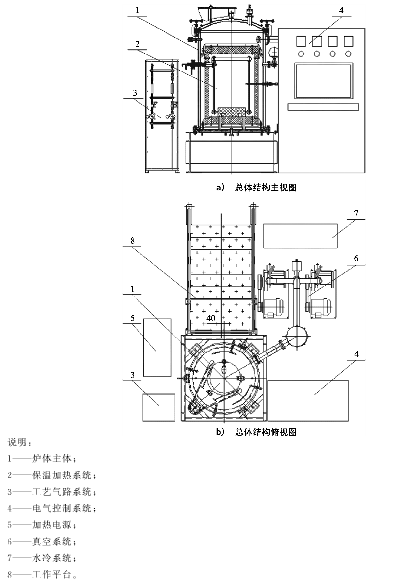 1
2
3
4
a) 总体结构主视图
7
8
6
40
1
5
4
3
b) 总体结构俯视图
说明：
1——炉体主体；
2——保温加热系统；
3——工艺气路系统；
4——电气控制系统；
5——加热电源；
6——真空系统；
7——水冷系统；
8——工作平台。